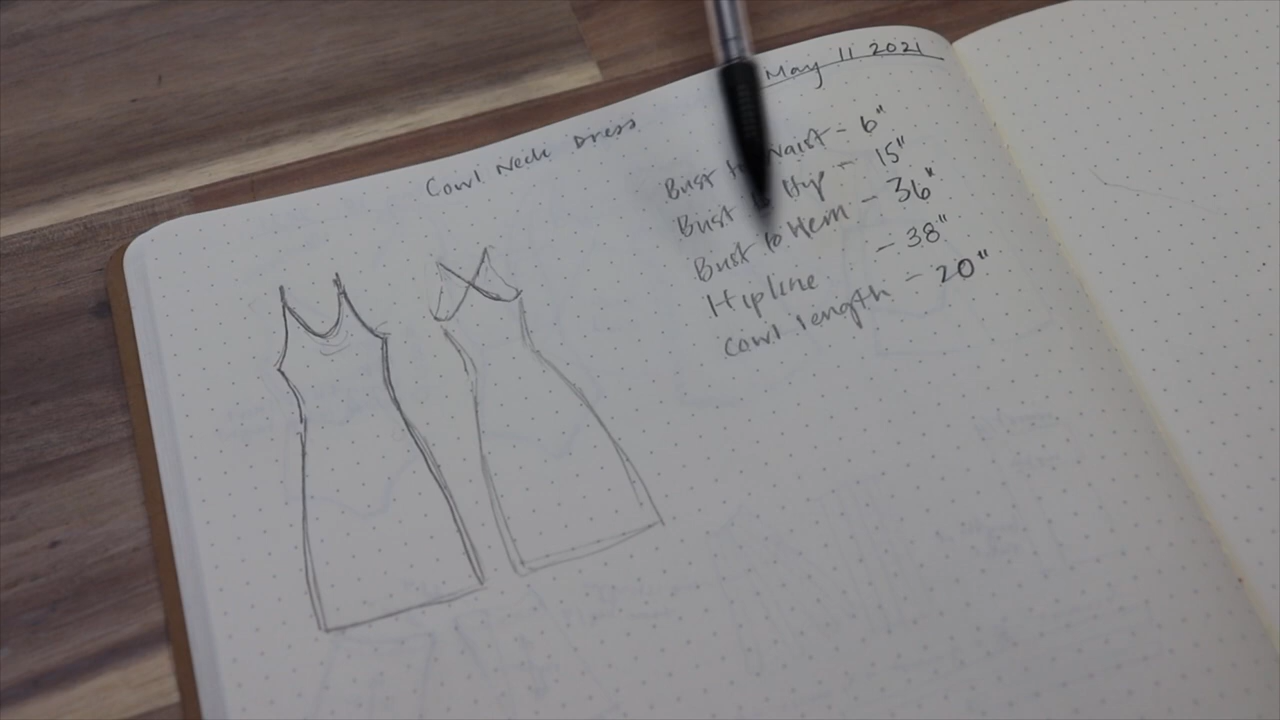 May 11 2021
Cowl Neck Dress
Bust to Waist - 6"
Bust Hip - 15"
Bust to Hem - 36"
Hipline - 38"
Cowl length - 20"